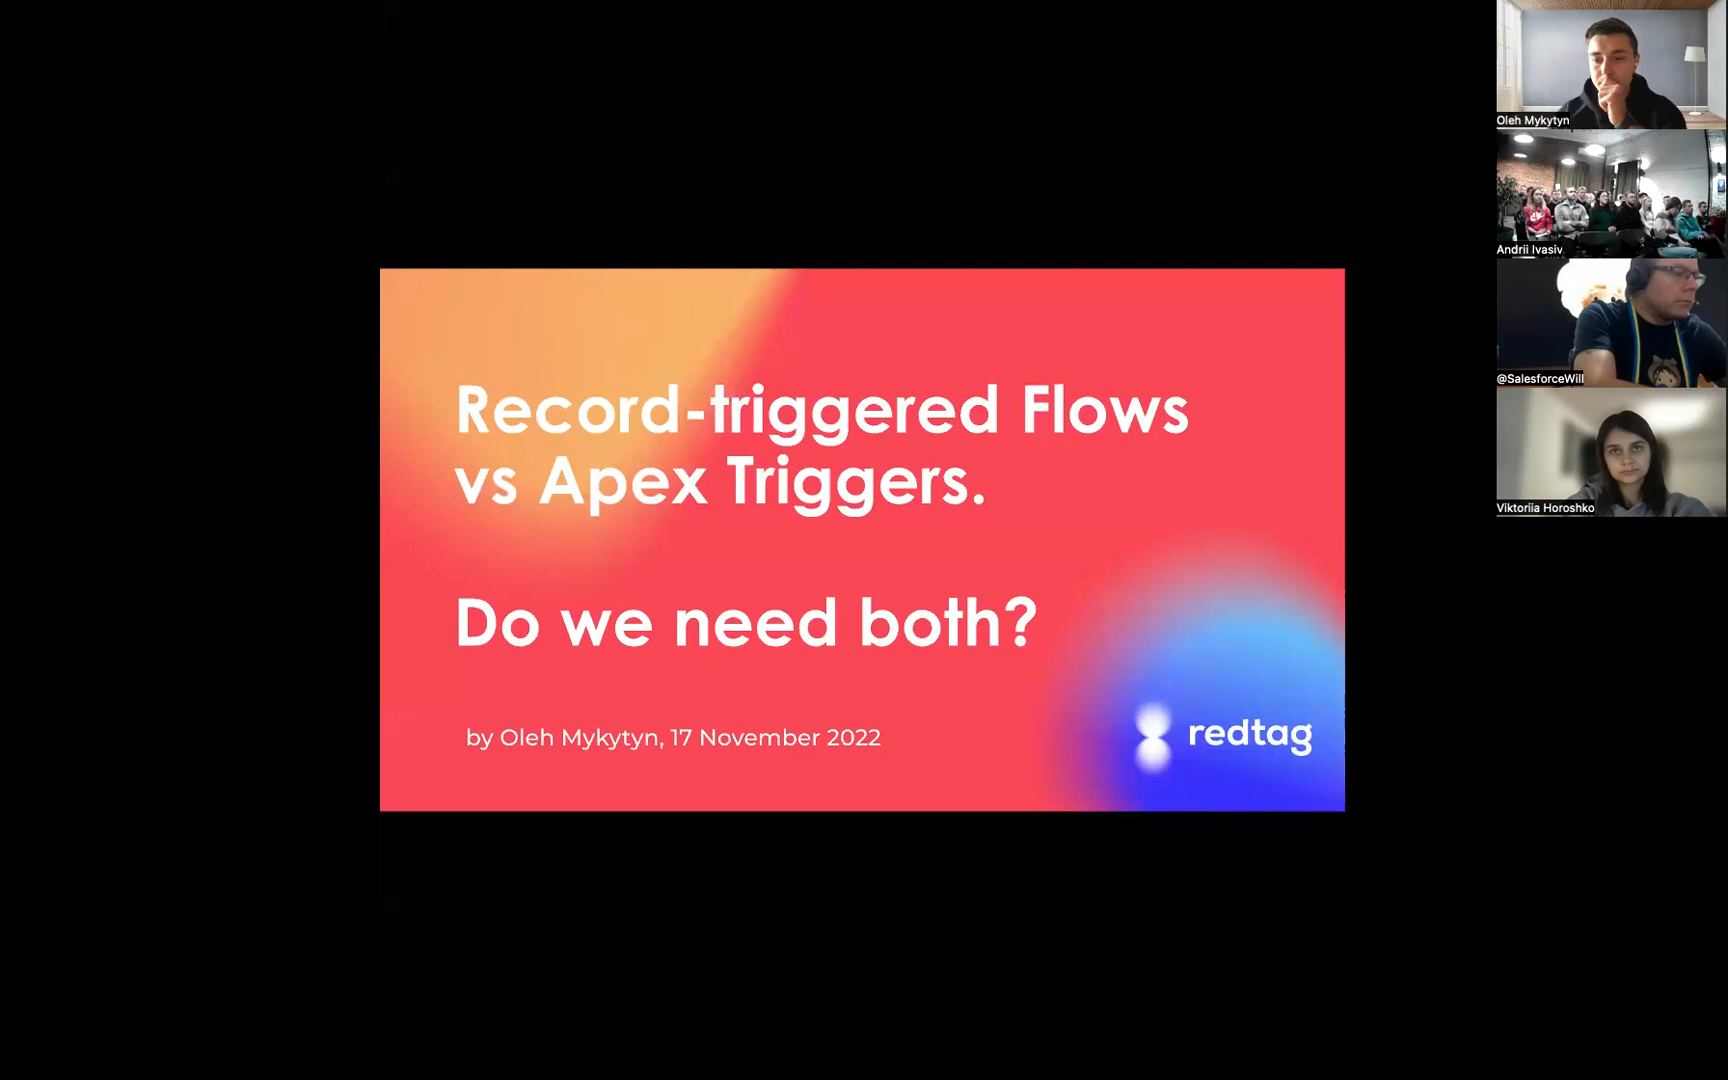 Record-triggered Flows
vs Apex Triggers.
Do we need both?
by Oleh Mykytyn, 17 November 2022
redtag
Oleh Mykytyn
Andrii Ivasiv
@SalesforceWill
Viktoriia Horoshko